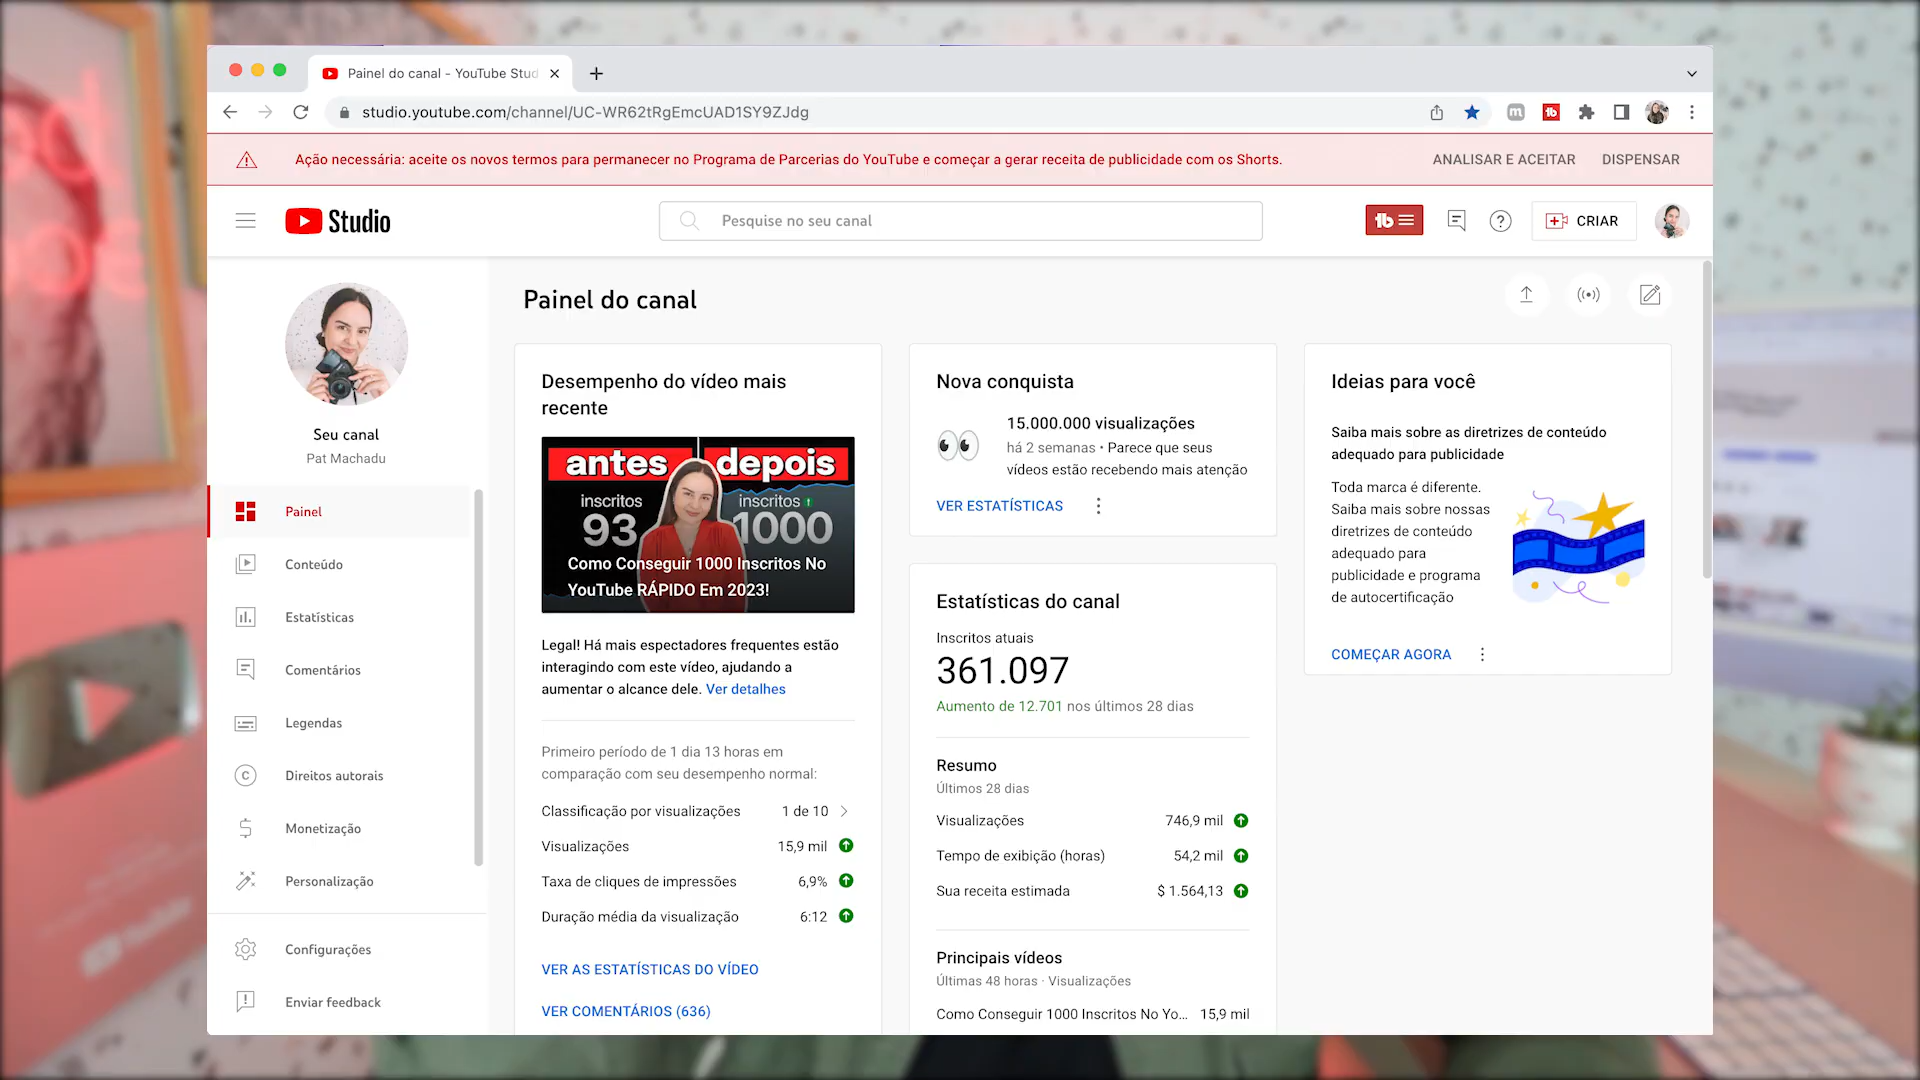 Painel do canal - YouTube Stud
studio.youtube.com/channel/UC-WR62tRgEmcUAD1SY9ZJdg
Ação necessária: aceite os novos termos para permanecer no Programa de Parcerias do YouTube e começar a gerar receita de publicidade com os Shorts.
ANALISAR E ACEITAR
DISPENSAR
Studio
Pesquise no seu canal
CRIAR
Seu canal
Pat Machadu
Painel
Conteúdo
Estatísticas
Comentários
Legendas
Direitos autorais
Monetização
Personalização
Configurações
Enviar feedback
Painel do canal
Desempenho do vídeo mais
recente
antes depois
inscritos inscritos
93 1000
Como Conseguir 1000 Inscritos No
YouTube RÁPIDO Em 2023!
Legal! Há mais espectadores frequentes estão
interagindo com este vídeo, ajudando a
aumentar o alcance dele. Ver detalhes
Primeiro período de 1 dia 13 horas em
comparação com seu desempenho normal:
Classificação por visualizações 1 de 10
Visualizações 15,9 mil
Taxa de cliques de impressões 6,9%
Duração média da visualização 6:12
VER AS ESTATÍSTICAS DO VÍDEO
VER COMENTÁRIOS (636)
Nova conquista
15.000.000 visualizações
há 2 semanas • Parece que seus
vídeos estão recebendo mais atenção
VER ESTATÍSTICAS
Estatísticas do canal
Inscritos atuais
361.097
Aumento de 12.701 nos últimos 28 dias
Resumo
Últimos 28 dias
Visualizações 746,9 mil
Tempo de exibição (horas) 54,2 mil
Sua receita estimada $ 1.564,13
Principais vídeos
Últimas 48 horas · Visualizações
Como Conseguir 1000 Inscritos No Yo... 15,9 mil
Ideias para você
Saiba mais sobre as diretrizes de conteúdo
adequado para publicidade
Toda marca é diferente.
Saiba mais sobre nossas
diretrizes de conteúdo
adequado para
publicidade e programa
de autocertificação
COMEÇAR AGORA